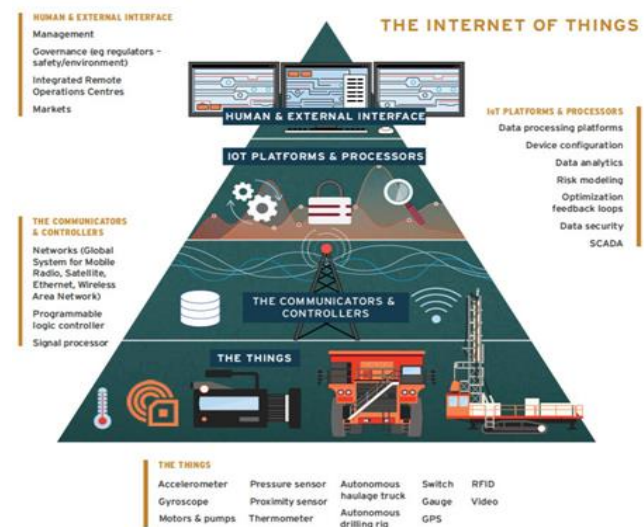 THE INTERNET OF THINGS
HUMAN & EXTERNAL INTERFACE
Management
Governance (eg regulators –
safety/environment)
Integrated Remote
Operations Centres
Markets
HUMAN & EXTERNAL INTERFACE
IOT PLATFORMS & PROCESSORS
IoT PLATFORMS & PROCESSORS
Data processing platforms
Device configuration
Data analytics
Risk modeling
Optimization
feedback loops
Data security
SCADA
THE COMMUNICATORS
& CONTROLLERS
Networks (Global
System for Mobile
Radio, Satellite,
Ethernet, Wireless
Area Network)
Programmable
logic controller
Signal processor
THE COMMUNICATORS &
CONTROLLERS
THE THINGS
THE THINGS
Accelerometer
Gyroscope
Motors & pumps
Pressure sensor
Proximity sensor
Thermometer
Autonomous
haulage truck
Autonomous
drilling rig
Switch
Gauge
GPS
RFID
Video